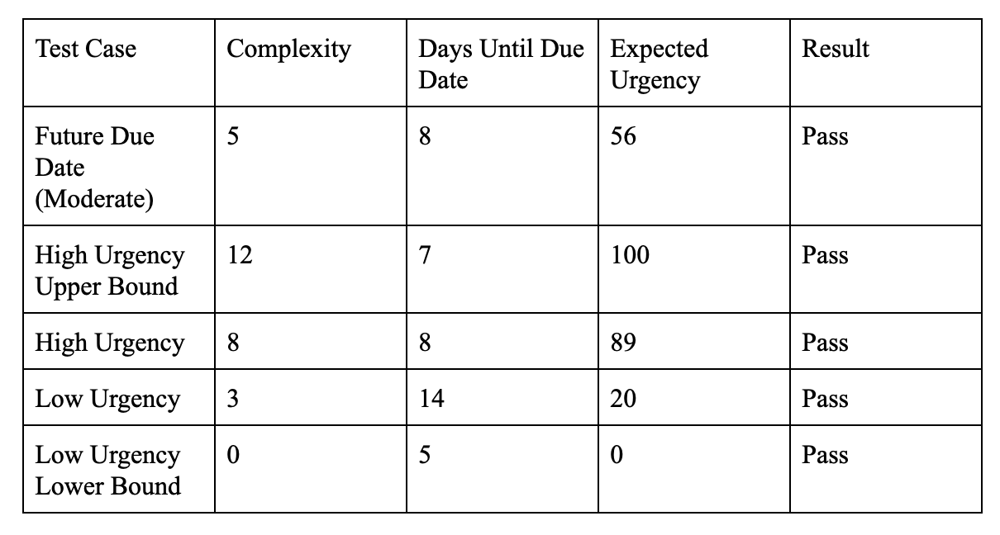 Test Case
Complexity
Days Until Due
Date
Expected
Urgency
Result
Future Due
Date
(Moderate)
5
8
56
Pass
High Urgency
Upper Bound
12
7
100
Pass
High Urgency
8
8
89
Pass
Low Urgency
3
14
20
Pass
Low Urgency
Lower Bound
0
5
0
Pass